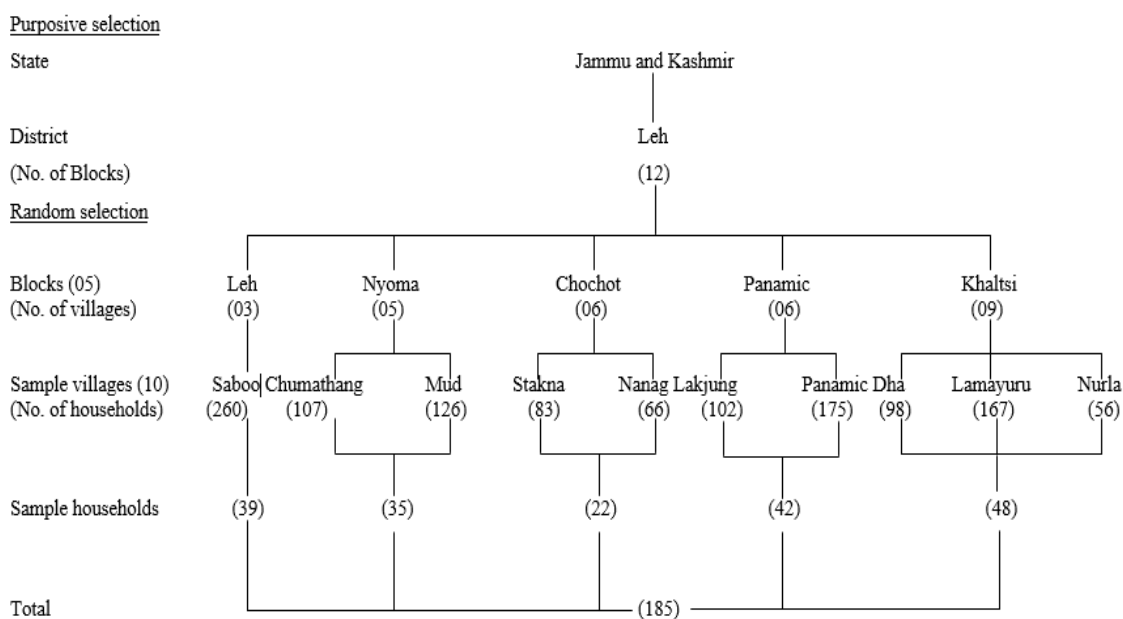 Purposive selection
State Jammu and Kashmir
District Leh
(No. of Blocks) (12)
Random selection
Blocks (05) Leh Nyoma Chochot Panamic Khaltsi
(No. of villages) (03) (05) (06) (06) (09)
Sample villages (10) Saboo Chumathang Mud Stakna Nanag Lakjung Panamic Dha Lamayuru Nurla
(No. of households) (260) (107) (126) (83) (66) (102) (175) (98) (167) (56)
Sample households (39) (35) (22) (42) (48)
Total (185)